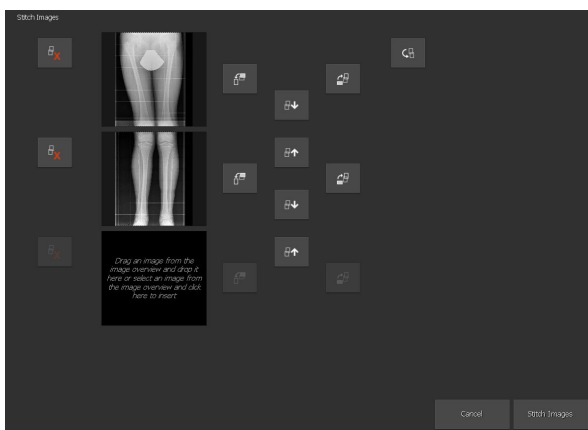 Stitch Images
Drag an image from the
image overview and drop it
here or select an image from
the image overview and click
here to insert
Cancel
Stitch Images